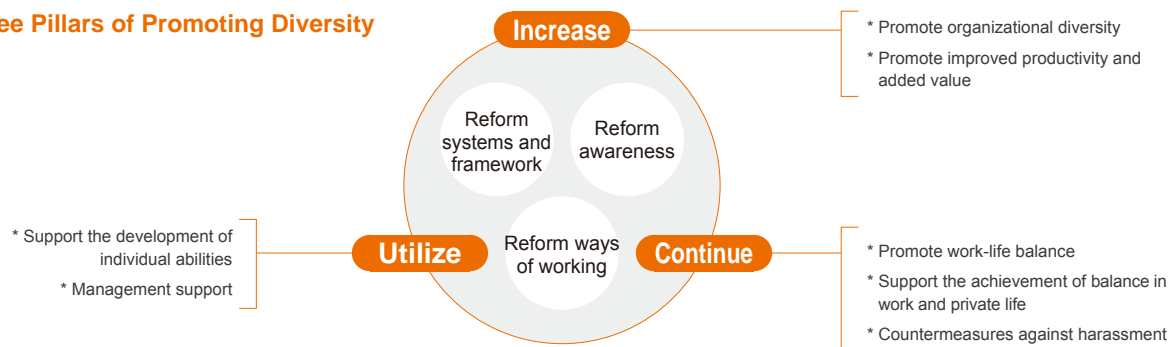 ee Pillars of Promoting Diversity
Increase
* Promote organizational diversity
* Promote improved productivity and
added value
Reform
systems and
framework
Reform
awareness
* Support the development of
individual abilities
* Management support
Utilize
Reform ways
of working
Continue
* Promote work-life balance
* Support the achievement of balance in
work and private life
* Countermeasures against harassment